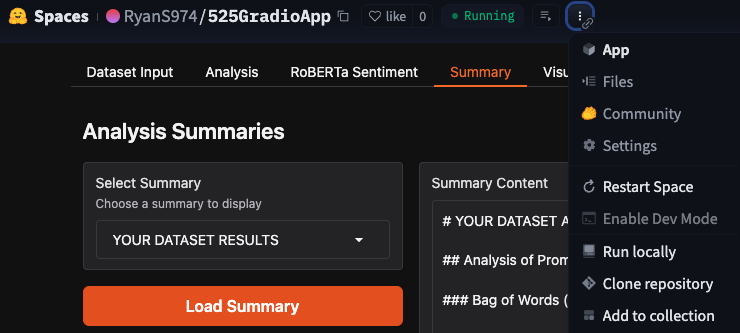 Spaces RyanS974/525GradioApp like 0 Running
Dataset Input Analysis RoBERTa Sentiment Summary
Analysis Summaries
Select Summary
Choose a summary to display
YOUR DATASET RESULTS
Load Summary
Summary Content
# YOUR DATASET A
## Analysis of Prom
### Bag of Words (
App
Files
Community
Settings
Restart Space
Enable Dev Mode
Run locally
Clone repository
Add to collection